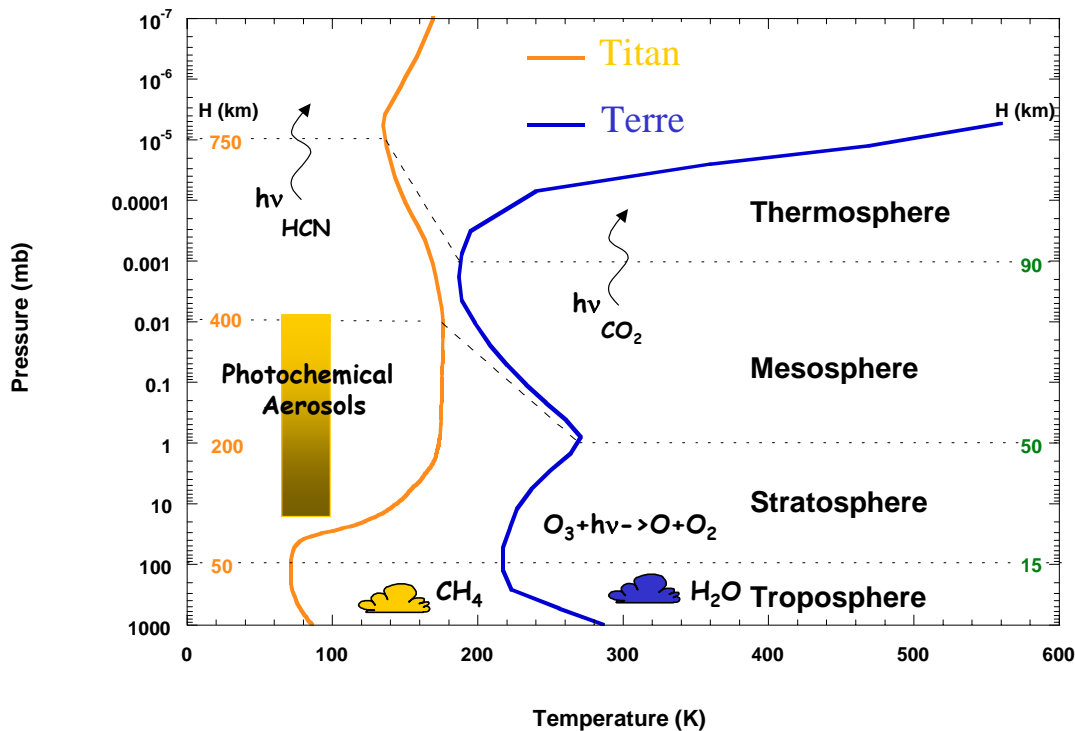 10⁻⁷
Titan
10⁻⁶
Terre
H (km)
H (km)
10⁻⁵
750
hν
HCN
0.0001
Thermosphere
0.001
90
hν
CO₂
0.01
400
Pressure (mb)
Mesosphere
Photochemical
Aerosols
0.1
1
200
50
Stratosphere
10
O₃+hν->O+O₂
100
50
15
CH₄
H₂O
Troposphere
1000
0 100 200 300 400 500 600
Temperature (K)